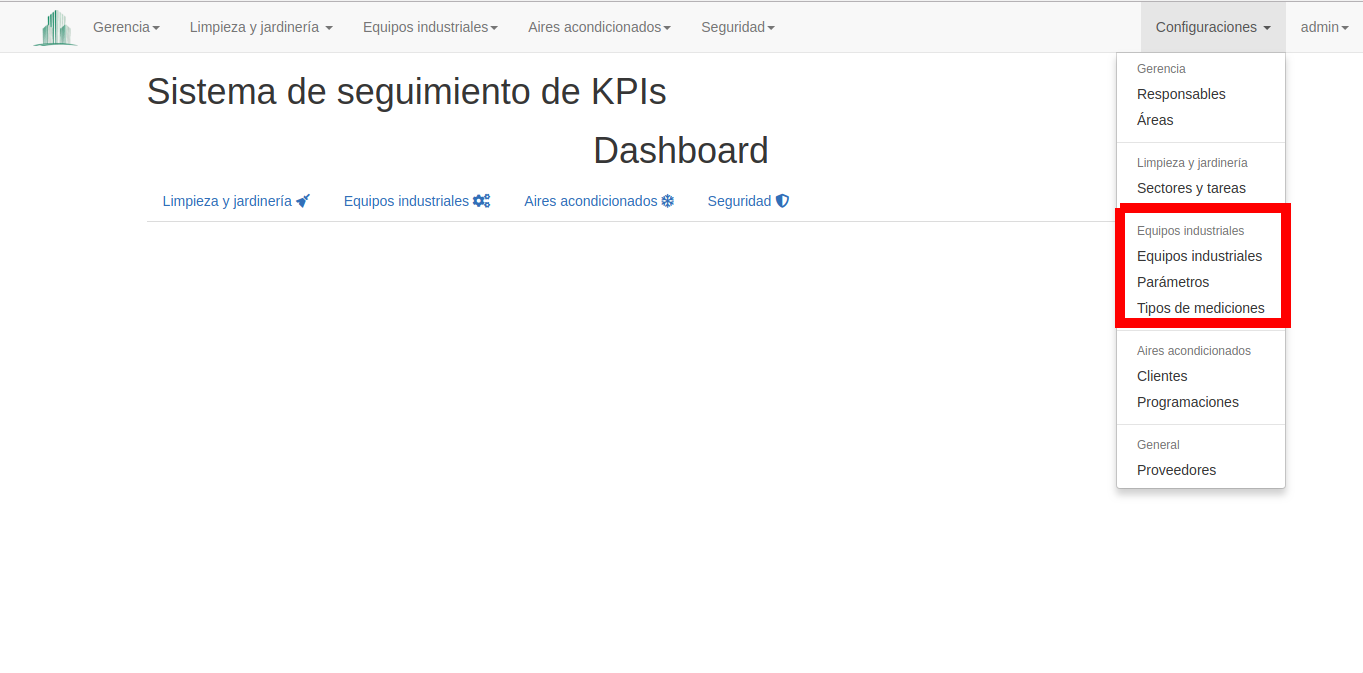 Gerencia Limpieza y jardinería Equipos industriales Aires acondicionados Seguridad Configuraciones admin
Sistema de seguimiento de KPIs
Dashboard
Limpieza y jardinería Equipos industriales Aires acondicionados Seguridad
Gerencia
Responsables
Áreas
Limpieza y jardinería
Sectores y tareas
Equipos industriales
Equipos industriales
Parámetros
Tipos de mediciones
Aires acondicionados
Clientes
Programaciones
General
Proveedores